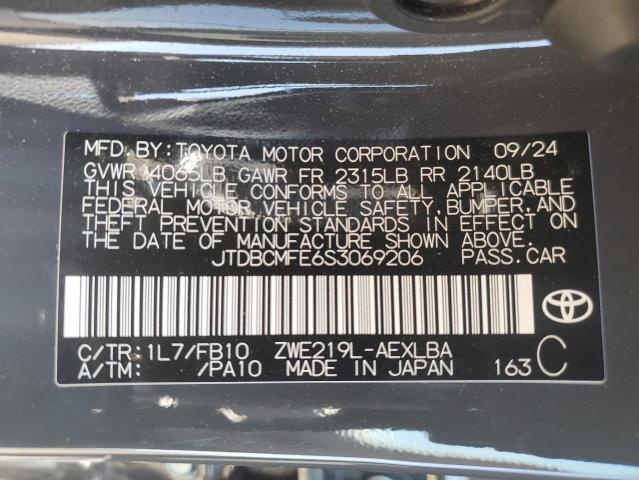 MFD.BY:TOYOTA MOTOR CORPORATION 09/24
GVWR 4065LB GAWR FR 2315LB RR 2140LB
THIS VEHICLE CONFORMS TO ALL APPLICABLE
FEDERAL MOTOR VEHICLE SAFETY,BUMPER,AND
THEFT PREVENTION STANDARDS IN EFFECT ON
THE DATE OF MANUFACTURE SHOWN ABOVE.
JTDBCMFE6S3069206 PASS.CAR
C/TR:1L7/FB10 ZWE219L-AEXLBA
A/TM: /PA10 MADE IN JAPAN 163 C